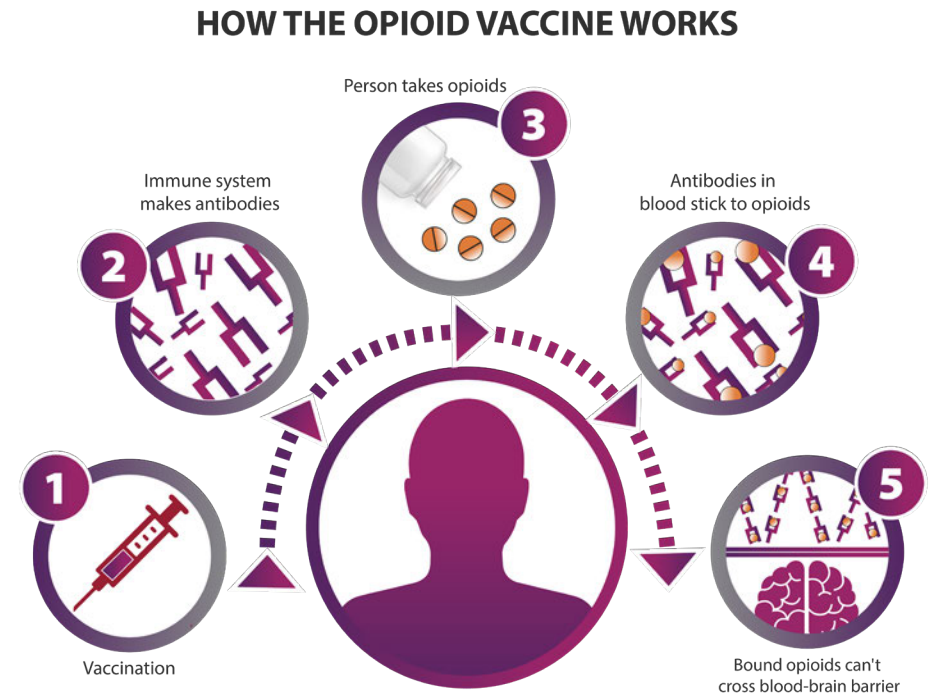 HOW THE OPIOID VACCINE WORKS
1
Vaccination
2
Immune system
makes antibodies
3
Person takes opioids
4
Antibodies in
blood stick to opioids
5
Bound opioids can't
cross blood-brain barrier